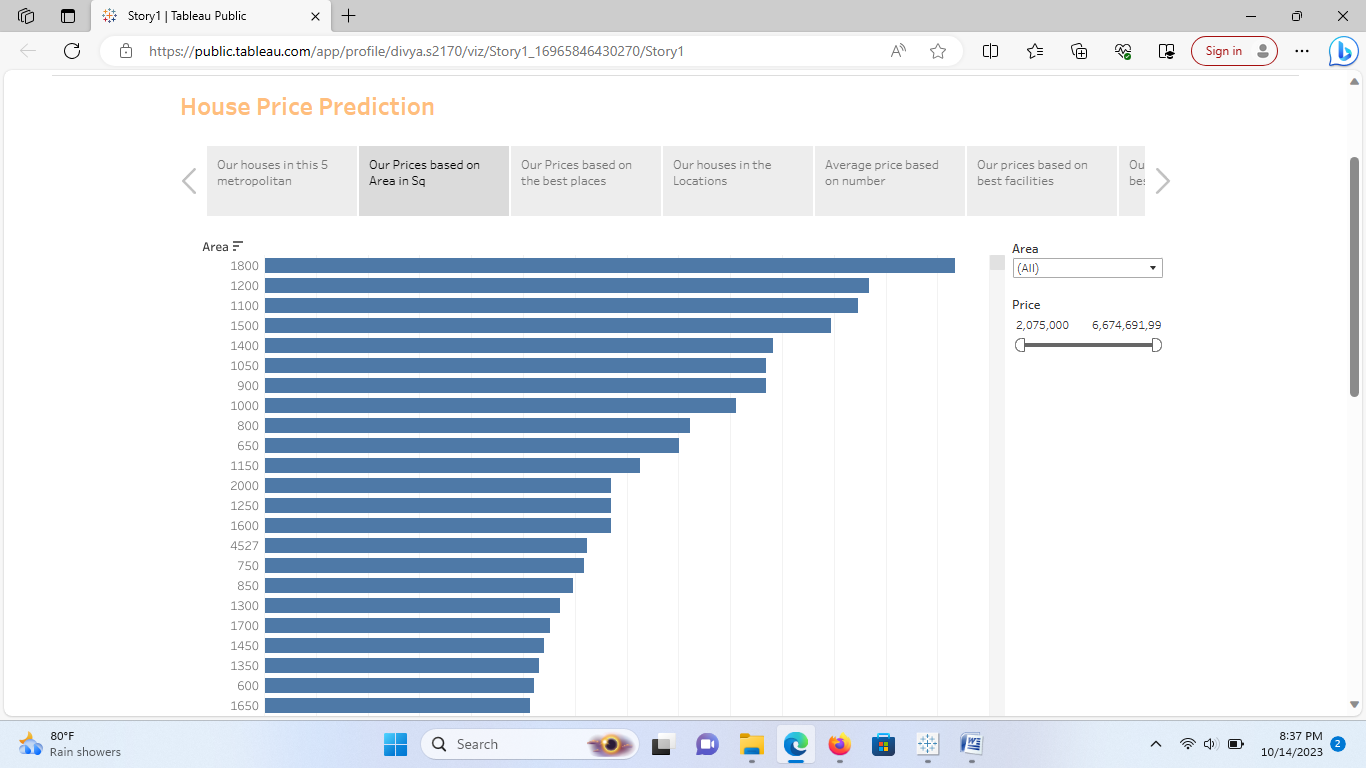 Story1 | Tableau Public
https://public.tableau.com/app/profile/divya.s2170/viz/Story1_16965846430270/Story1
Sign in
House Price Prediction
Our houses in this 5
metropolitan
Our Prices based on
Area in Sq
Our Prices based on
the best places
Our houses in the
Locations
Average price based
on number
Our prices based on
best facilities
Ou
bes
Area
1800
1200
1100
1500
1400
1050
900
1000
800
650
1150
2000
1250
1600
4527
750
850
1300
1700
1450
1350
600
1650
Area
(All)
Price
2,075,000 6,674,691,99
80°F
Rain showers
Search
8:37 PM
10/14/2023
2